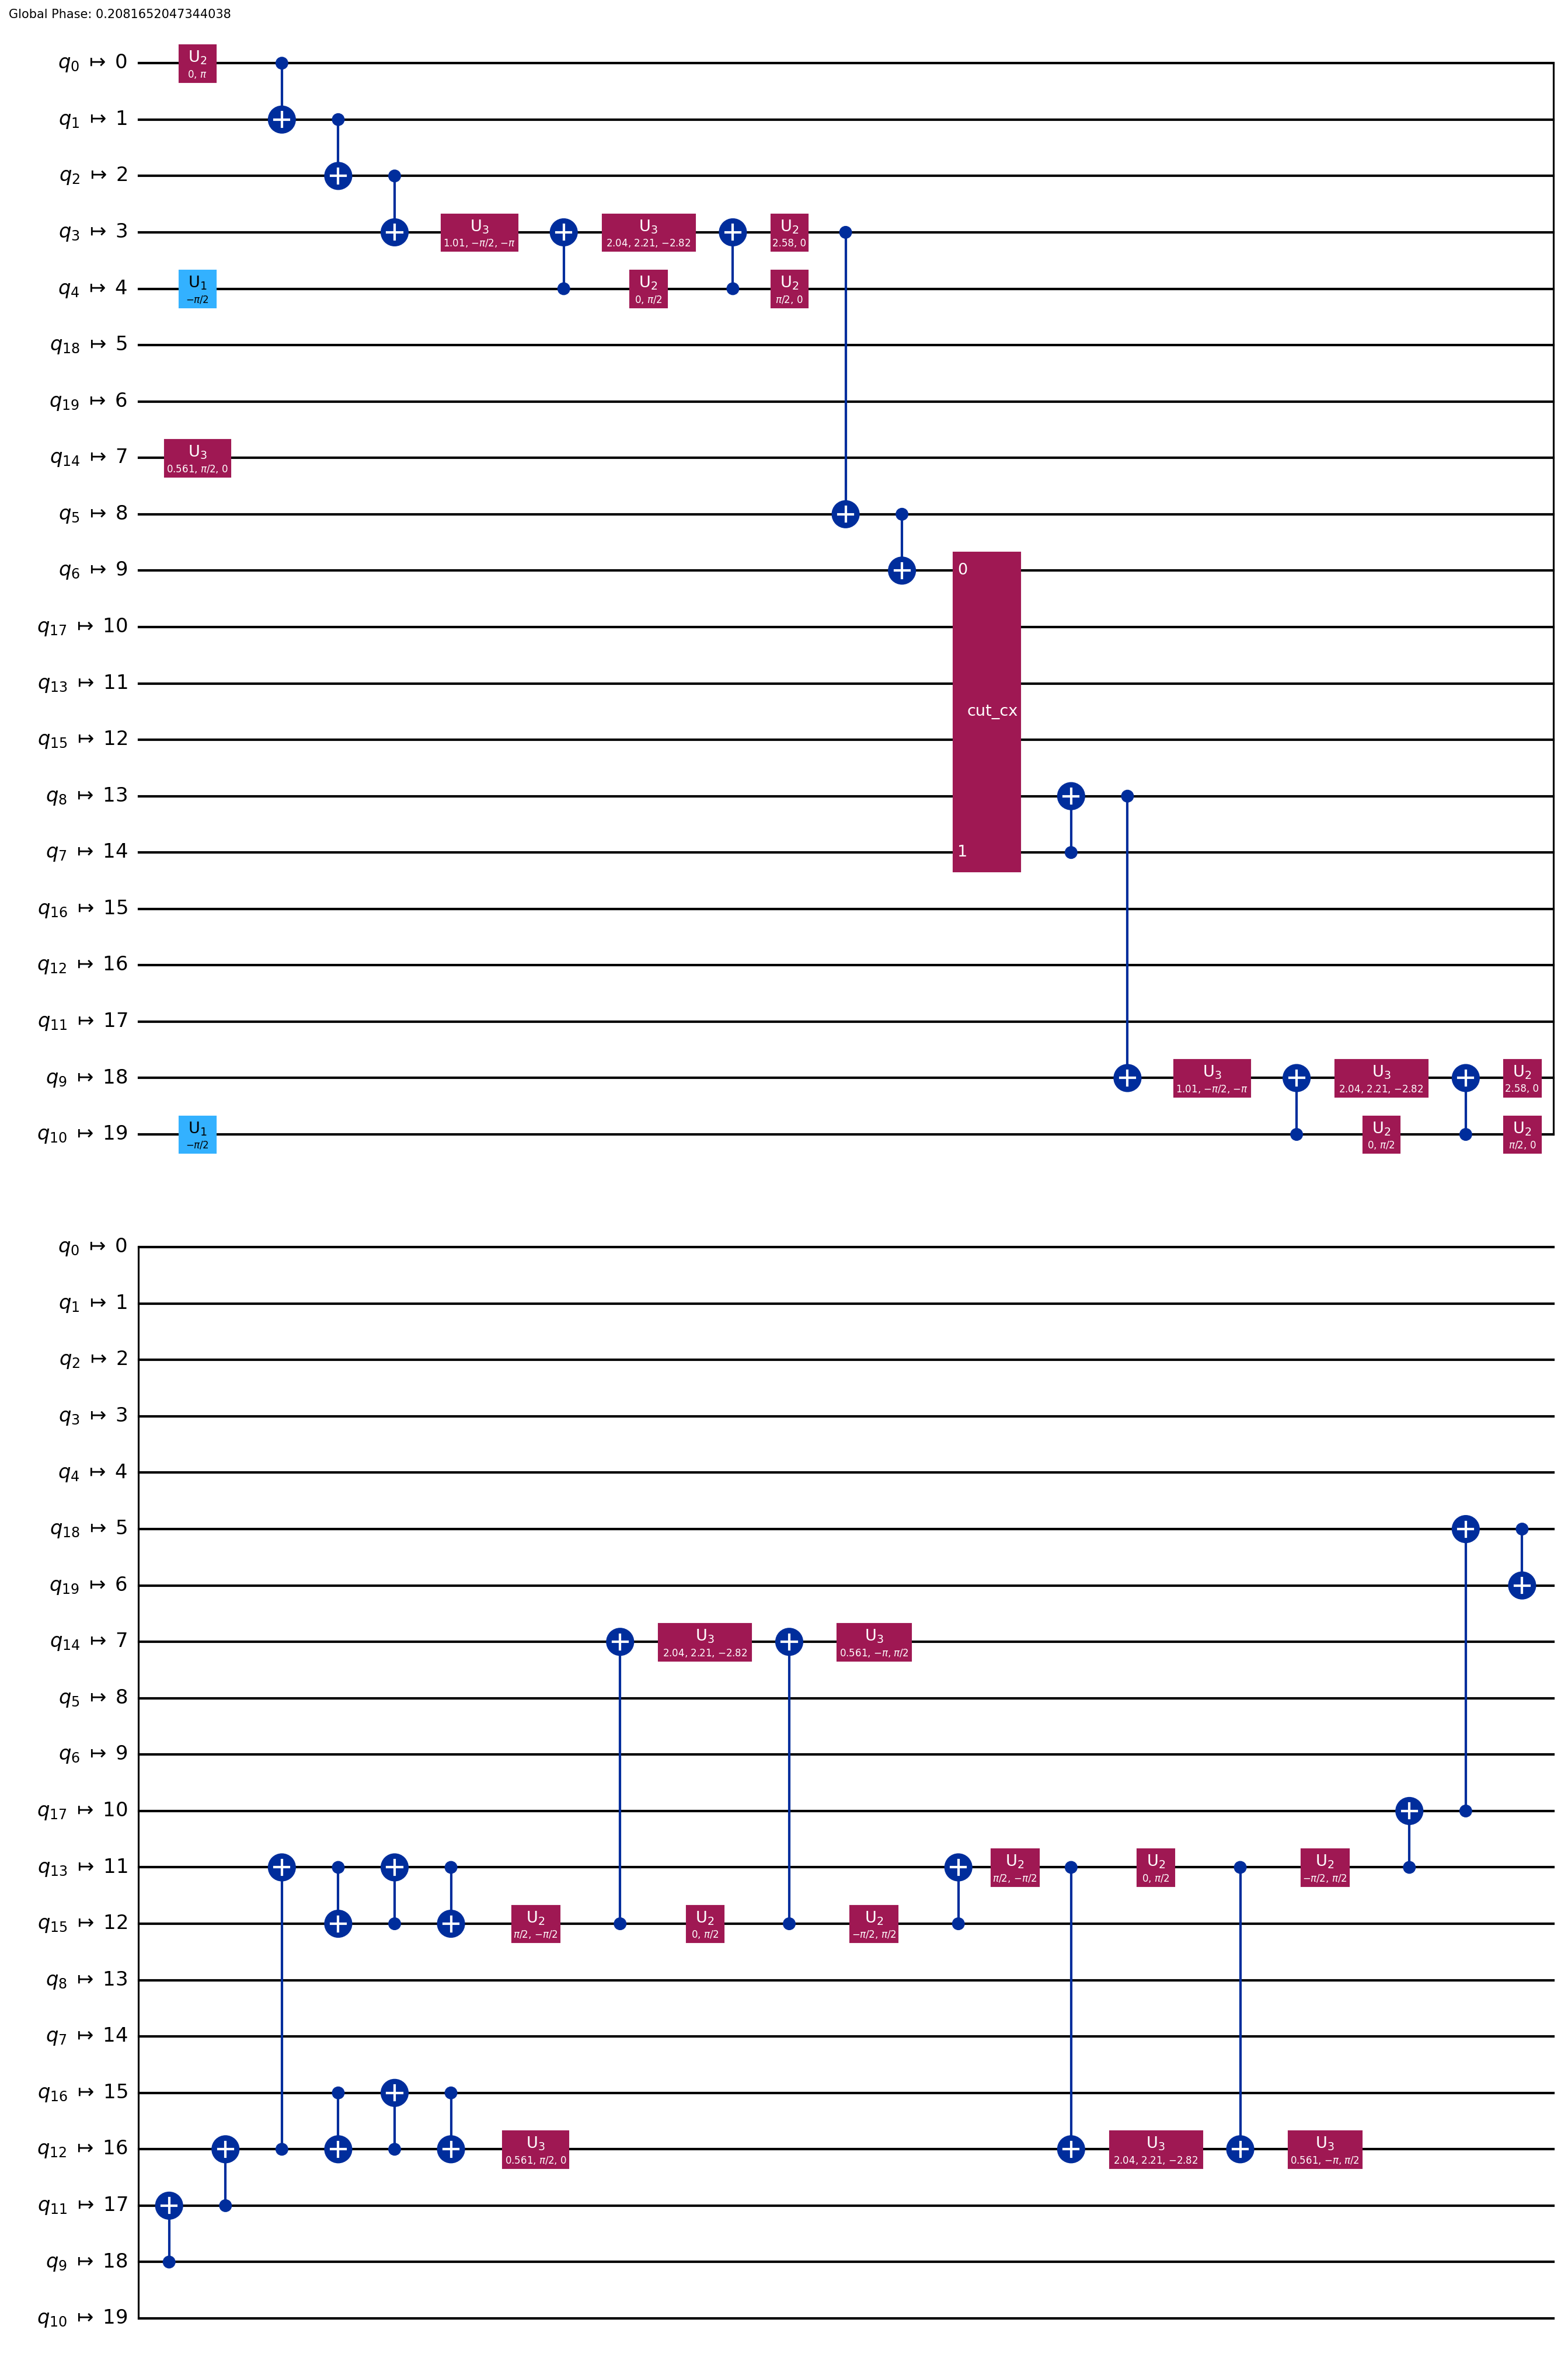 Global Phase: 0.2081652047344038
q0 ↦ 0
U2
0, π
q1 ↦ 1
q2 ↦ 2
q3 ↦ 3
U3
1.01, −π/2, −π
U3
2.04, 2.21, −2.82
U2
2.58, 0
q4 ↦ 4
U1
−π/2
U2
0, π/2
U2
π/2, 0
q18 ↦ 5
q19 ↦ 6
q14 ↦ 7
U3
0.561, π/2, 0
q5 ↦ 8
q6 ↦ 9
0
q17 ↦ 10
q13 ↦ 11
cut_cx
q15 ↦ 12
q8 ↦ 13
q7 ↦ 14
1
q16 ↦ 15
q12 ↦ 16
q11 ↦ 17
q9 ↦ 18
U3
1.01, −π/2, −π
U3
2.04, 2.21, −2.82
U2
2.58, 0
q10 ↦ 19
U1
−π/2
U2
0, π/2
U2
π/2, 0
q0 ↦ 0
q1 ↦ 1
q2 ↦ 2
q3 ↦ 3
q4 ↦ 4
q18 ↦ 5
q19 ↦ 6
q14 ↦ 7
U3
2.04, 2.21, −2.82
U3
0.561, −π, π/2
q5 ↦ 8
q6 ↦ 9
q17 ↦ 10
q13 ↦ 11
U2
π/2, −π/2
U2
0, π/2
U2
−π/2, π/2
q15 ↦ 12
U2
π/2, −π/2
U2
0, π/2
U2
−π/2, π/2
q8 ↦ 13
q7 ↦ 14
q16 ↦ 15
q12 ↦ 16
U3
0.561, π/2, 0
U3
2.04, 2.21, −2.82
U3
0.561, −π, π/2
q11 ↦ 17
q9 ↦ 18
q10 ↦ 19